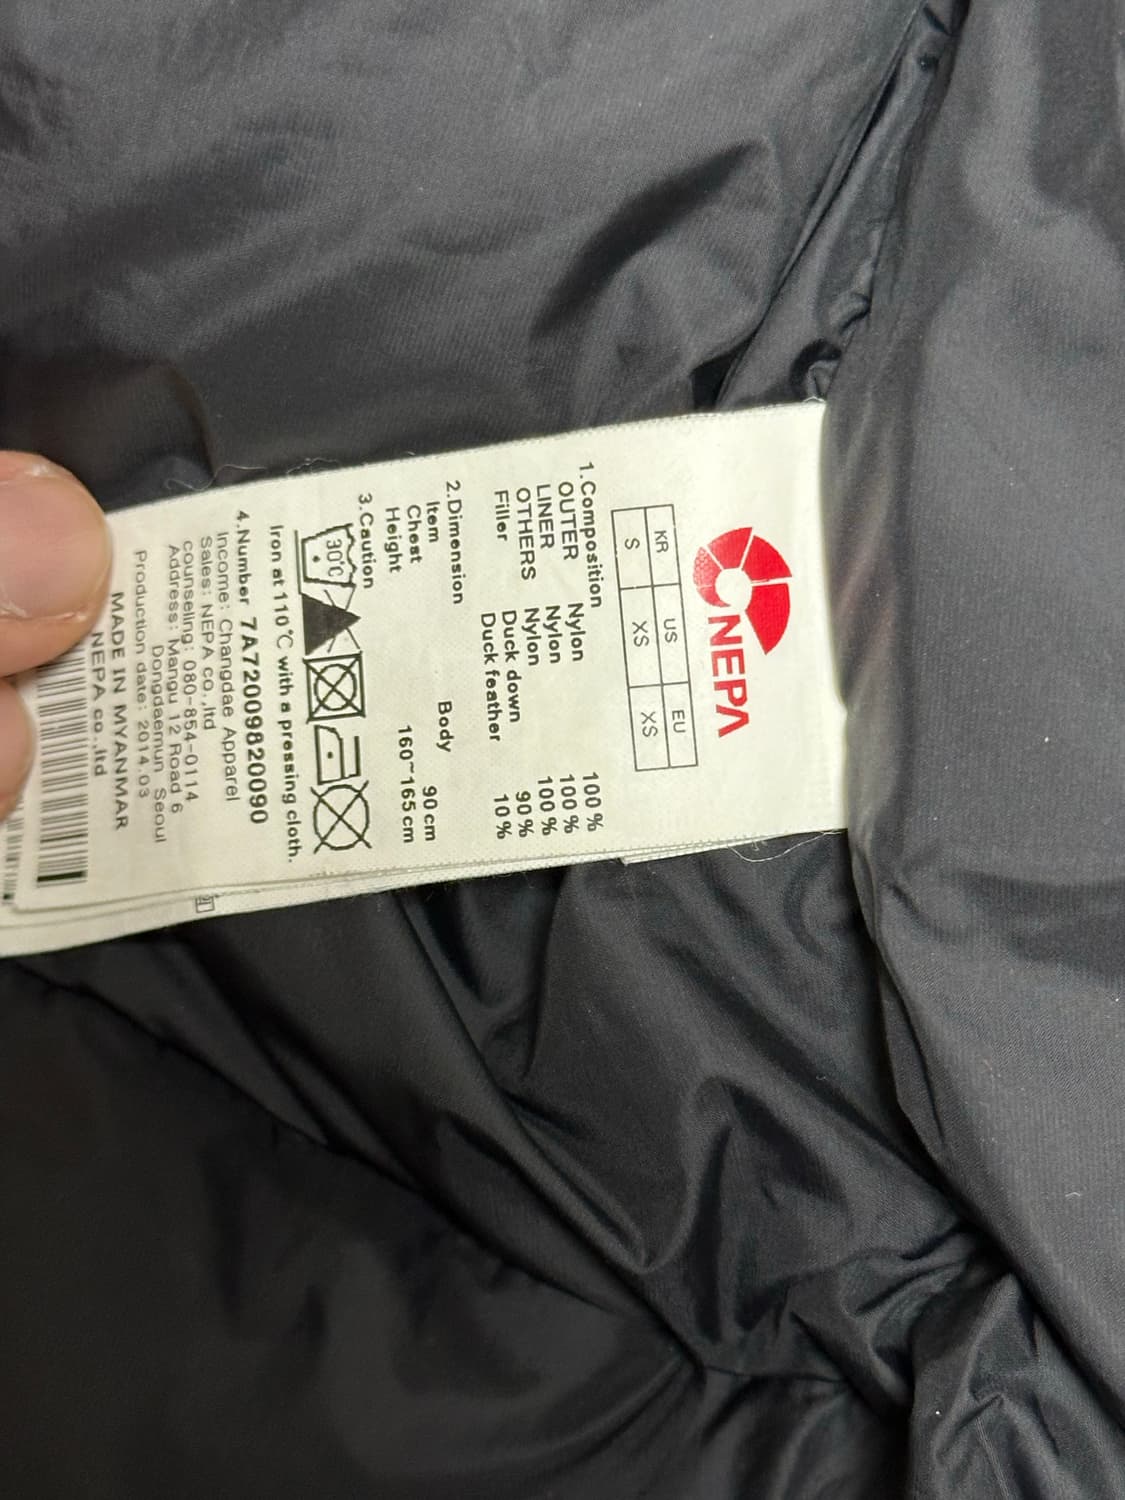 NEPA
KR US EU
S XS XS
1.Composition
OUTER Nylon 100 %
LINER Nylon 100 %
OTHERS Nylon 100 %
Filler Duck down 90 %
Duck feather 10 %
2.Dimension
Item Body
Chest 90 cm
Height 160~165 cm
3.Caution
30℃
Iron at 110℃ with a pressing cloth.
4.Number 7A72009820090
Income: Changdae Apparel
Sales: NEPA co.,ltd
counseling: 080-854-0114
Address: Mangu 12 Road 6
Dongdaemun Seoul
Production date: 2014.03
MADE IN MYANMAR
NEPA co.,ltd